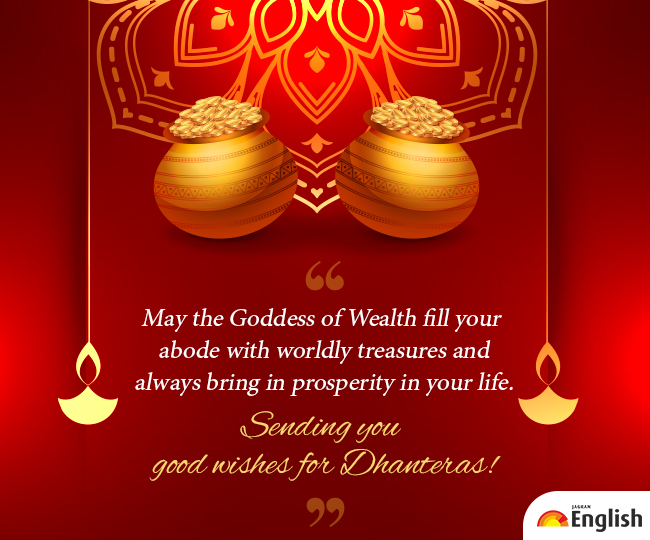 “
May the Goddess of Wealth fill your
abode with worldly treasures and
always bring in prosperity in your life.
Sending you
good wishes for Dhanteras!
”
JAGRAN
English